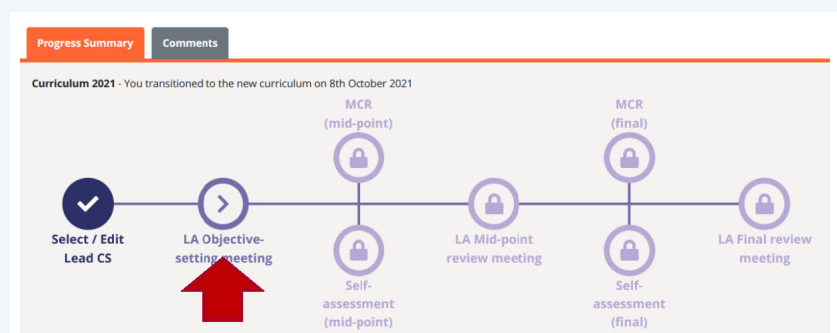 Progress Summary
Comments
Curriculum 2021 - You transitioned to the new curriculum on 8th October 2021
MCR
(mid-point)
MCR
(final)
Select / Edit
Lead CS
LA Objective-
setting meeting
LA Mid-point
review meeting
LA Final review
meeting
Self-
assessment
(mid-point)
Self-
assessment
(final)